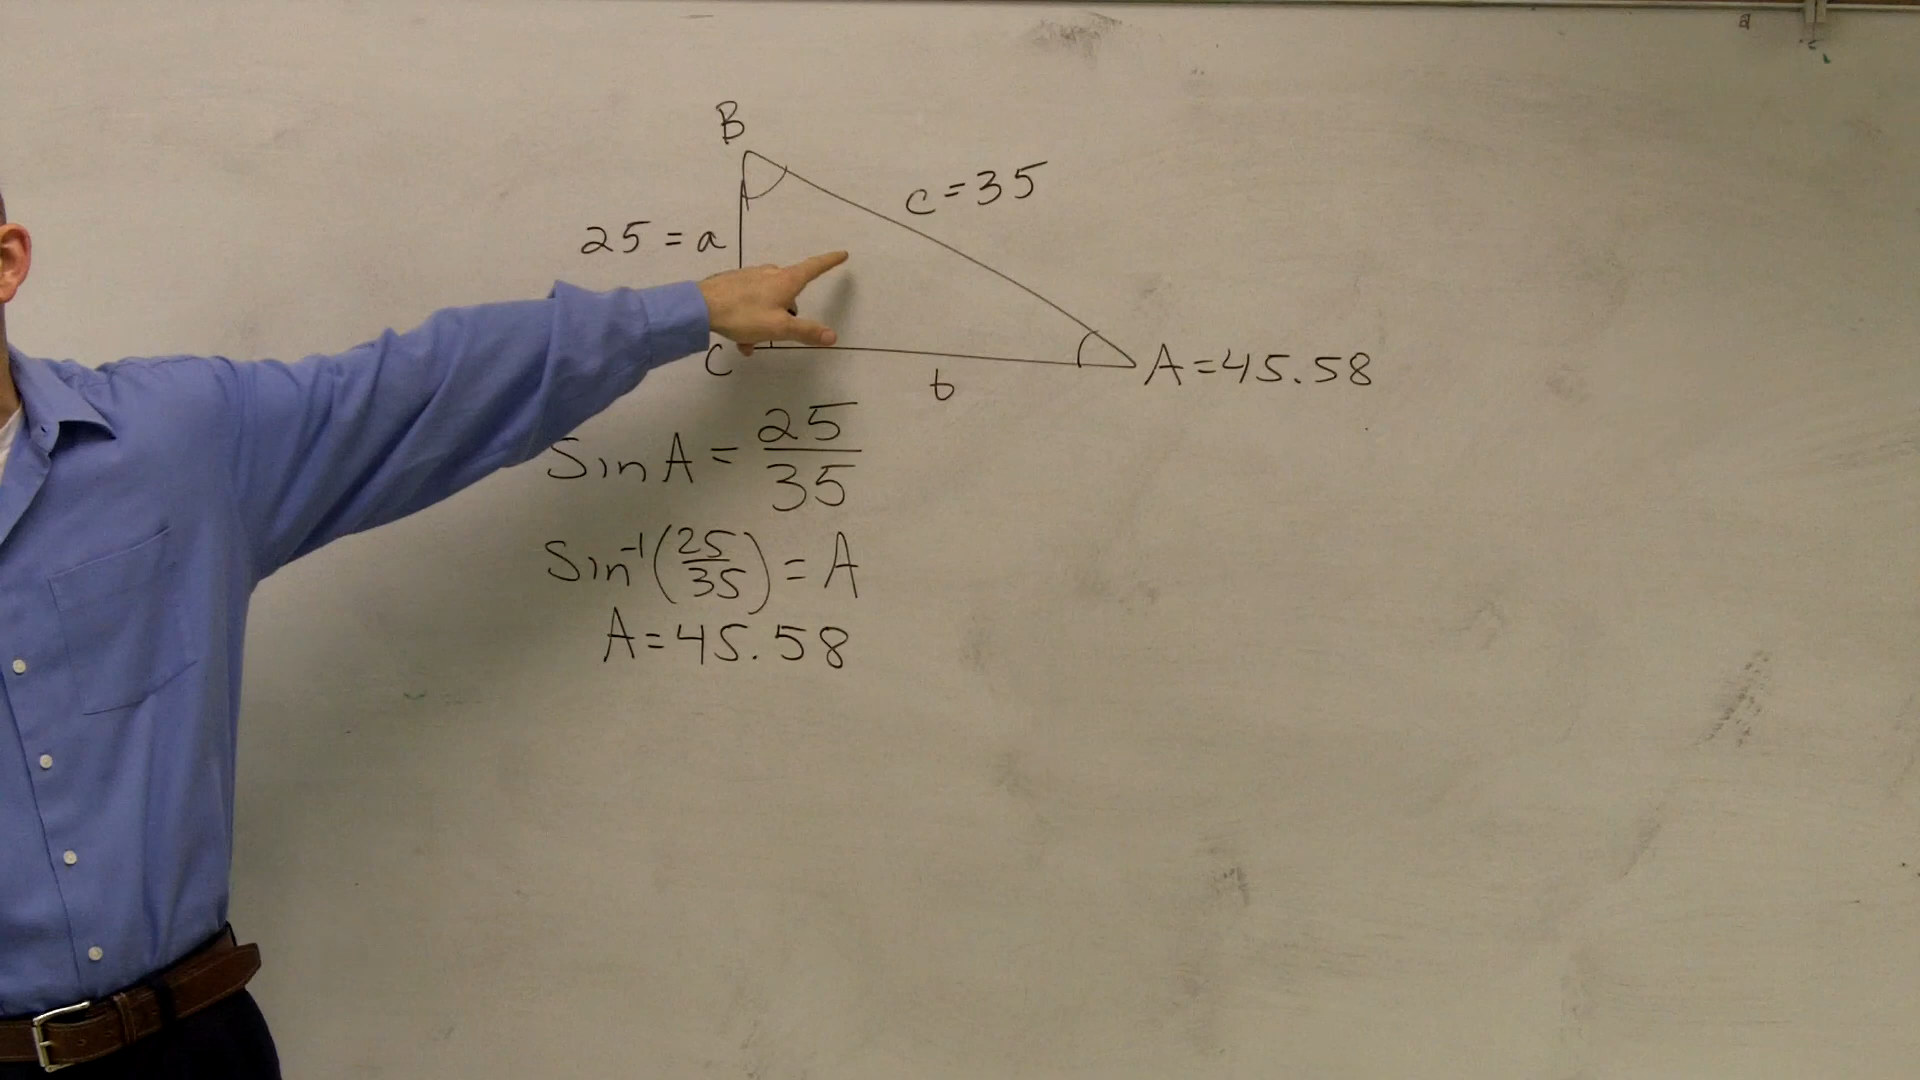 B
c = 35
25 = a
C
b
A = 45.58
Sin A = 25/35
Sin⁻¹(25/35) = A
A = 45.58